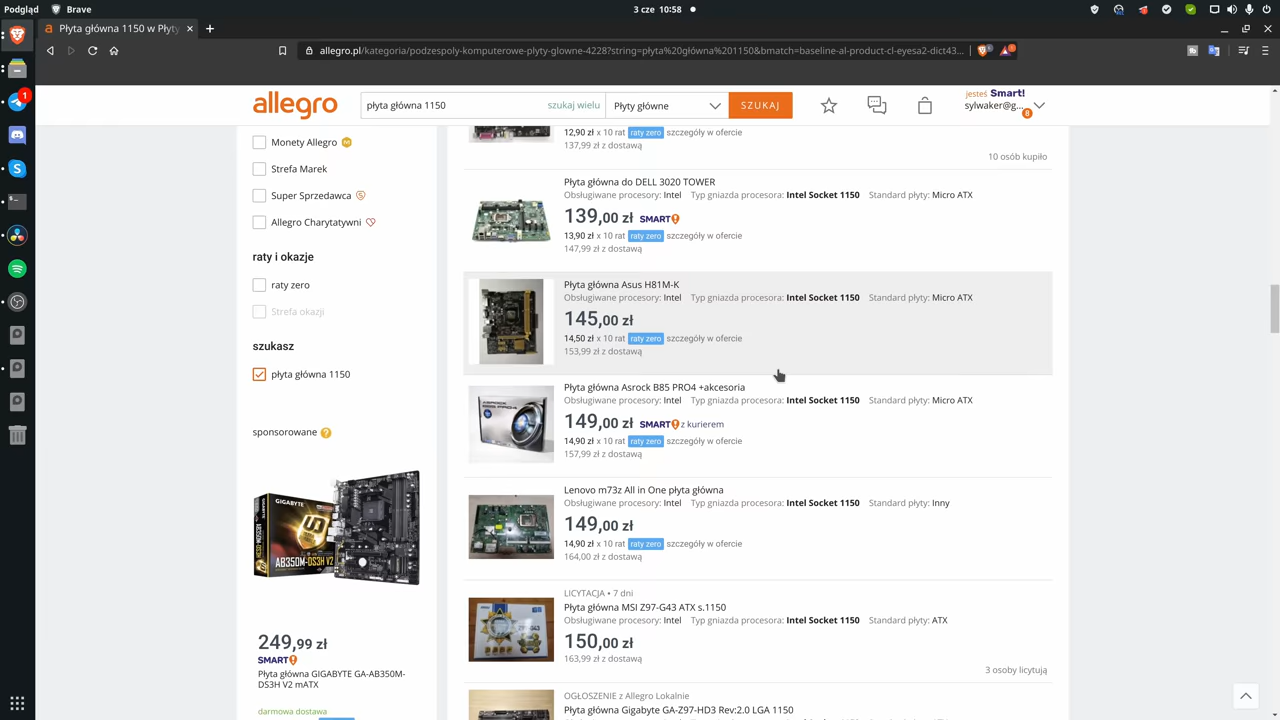 Podgląd
Brave
3 cze 10:58
Płyta główna 1150 w Płyty
allegro.pl/kategoria/podzespoly-komputerowe-plyty-glowne-4228?string=płyta%20główna%201150&bmatch=baseline-al-product-cl-eyesa2-dict43...
allegro
płyta główna 1150
szukaj wielu
Płyty główne
SZUKAJ
jesteś Smart!
sylwaker@g...
8
1
Monety Allegro
Strefa Marek
Super Sprzedawca
Allegro Charytatywni
raty i okazje
raty zero
Strefa okazji
szukasz
płyta główna 1150
sponsorowane
GIGABYTE
AB350M-DS3H V2
249,99 zł
SMART!
Płyta główna GIGABYTE GA-AB350M-
DS3H V2 mATX
darmowa dostawa
12,90 zł x 10 rat raty zero szczegóły w ofercie
137,99 zł z dostawą
10 osób kupiło
Płyta główna do DELL 3020 TOWER
Obsługiwane procesory: Intel Typ gniazda procesora: Intel Socket 1150 Standard płyty: Micro ATX
139,00 zł SMART!
13,90 zł x 10 rat raty zero szczegóły w ofercie
147,99 zł z dostawą
Płyta główna Asus H81M-K
Obsługiwane procesory: Intel Typ gniazda procesora: Intel Socket 1150 Standard płyty: Micro ATX
145,00 zł
14,50 zł x 10 rat raty zero szczegóły w ofercie
153,99 zł z dostawą
Płyta główna Asrock B85 PRO4 +akcesoria
Obsługiwane procesory: Intel Typ gniazda procesora: Intel Socket 1150 Standard płyty: Micro ATX
149,00 zł SMART! z kurierem
14,90 zł x 10 rat raty zero szczegóły w ofercie
157,99 zł z dostawą
Lenovo m73z All in One płyta główna
Obsługiwane procesory: Intel Typ gniazda procesora: Intel Socket 1150 Standard płyty: Inny
149,00 zł
14,90 zł x 10 rat raty zero szczegóły w ofercie
164,00 zł z dostawą
LICYTACJA • 7 dni
Płyta główna MSI Z97-G43 ATX s.1150
Obsługiwane procesory: Intel Typ gniazda procesora: Intel Socket 1150 Standard płyty: ATX
150,00 zł
163,99 zł z dostawą
3 osoby licytują
OGŁOSZENIE z Allegro Lokalnie
Płyta główna Gigabyte GA-Z97-HD3 Rev:2.0 LGA 1150